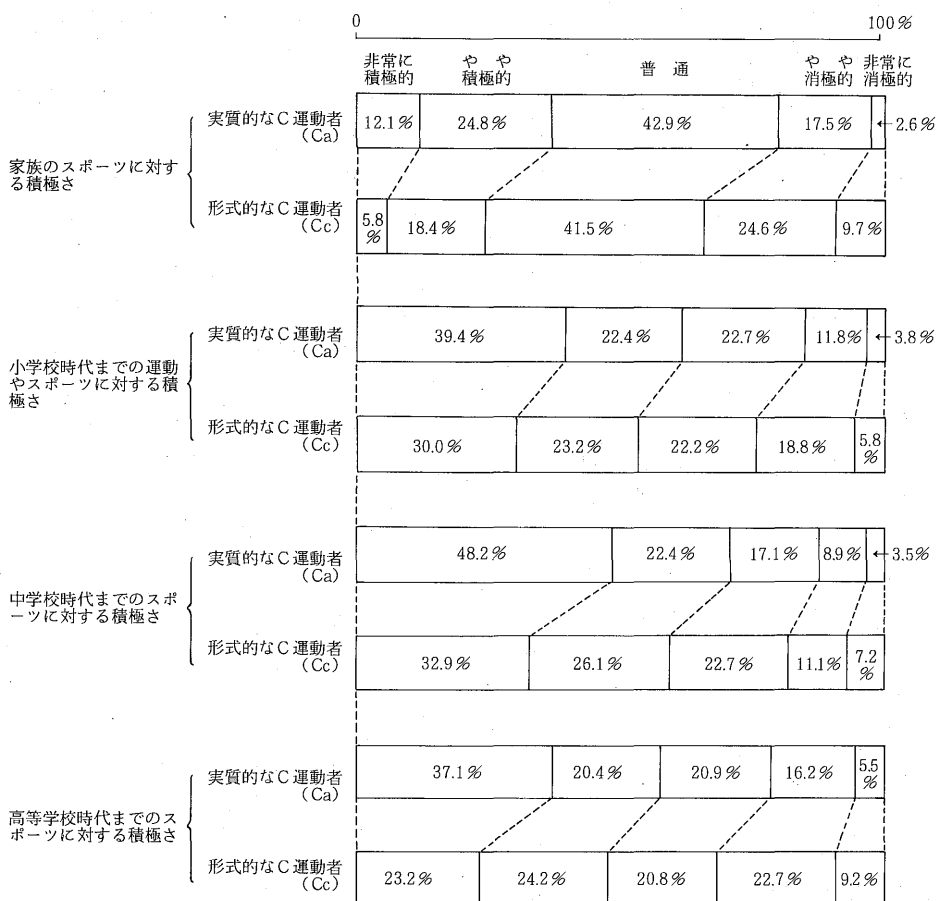 0 100%
非常に 積極的
や や 積極的
普 通
や や 消極的
非常に 消極的
家族のスポーツに対す
る積極さ
実質的なC運動者
(Ca)
12.1% 24.8% 42.9% 17.5% 2.6%
形式的なC運動者
(Cc)
5.8% 18.4% 41.5% 24.6% 9.7%
小学校時代までの運動
やスポーツに対する積
極さ
実質的なC運動者
(Ca)
39.4% 22.4% 22.7% 11.8% 3.8%
形式的なC運動者
(Cc)
30.0% 23.2% 22.2% 18.8% 5.8%
中学校時代までのスポ
ーツに対する積極さ
実質的なC運動者
(Ca)
48.2% 22.4% 17.1% 8.9% 3.5%
形式的なC運動者
(Cc)
32.9% 26.1% 22.7% 11.1% 7.2%
高等学校時代までのス
ポーツに対する積極さ
実質的なC運動者
(Ca)
37.1% 20.4% 20.9% 16.2% 5.5%
形式的なC運動者
(Cc)
23.2% 24.2% 20.8% 22.7% 9.2%